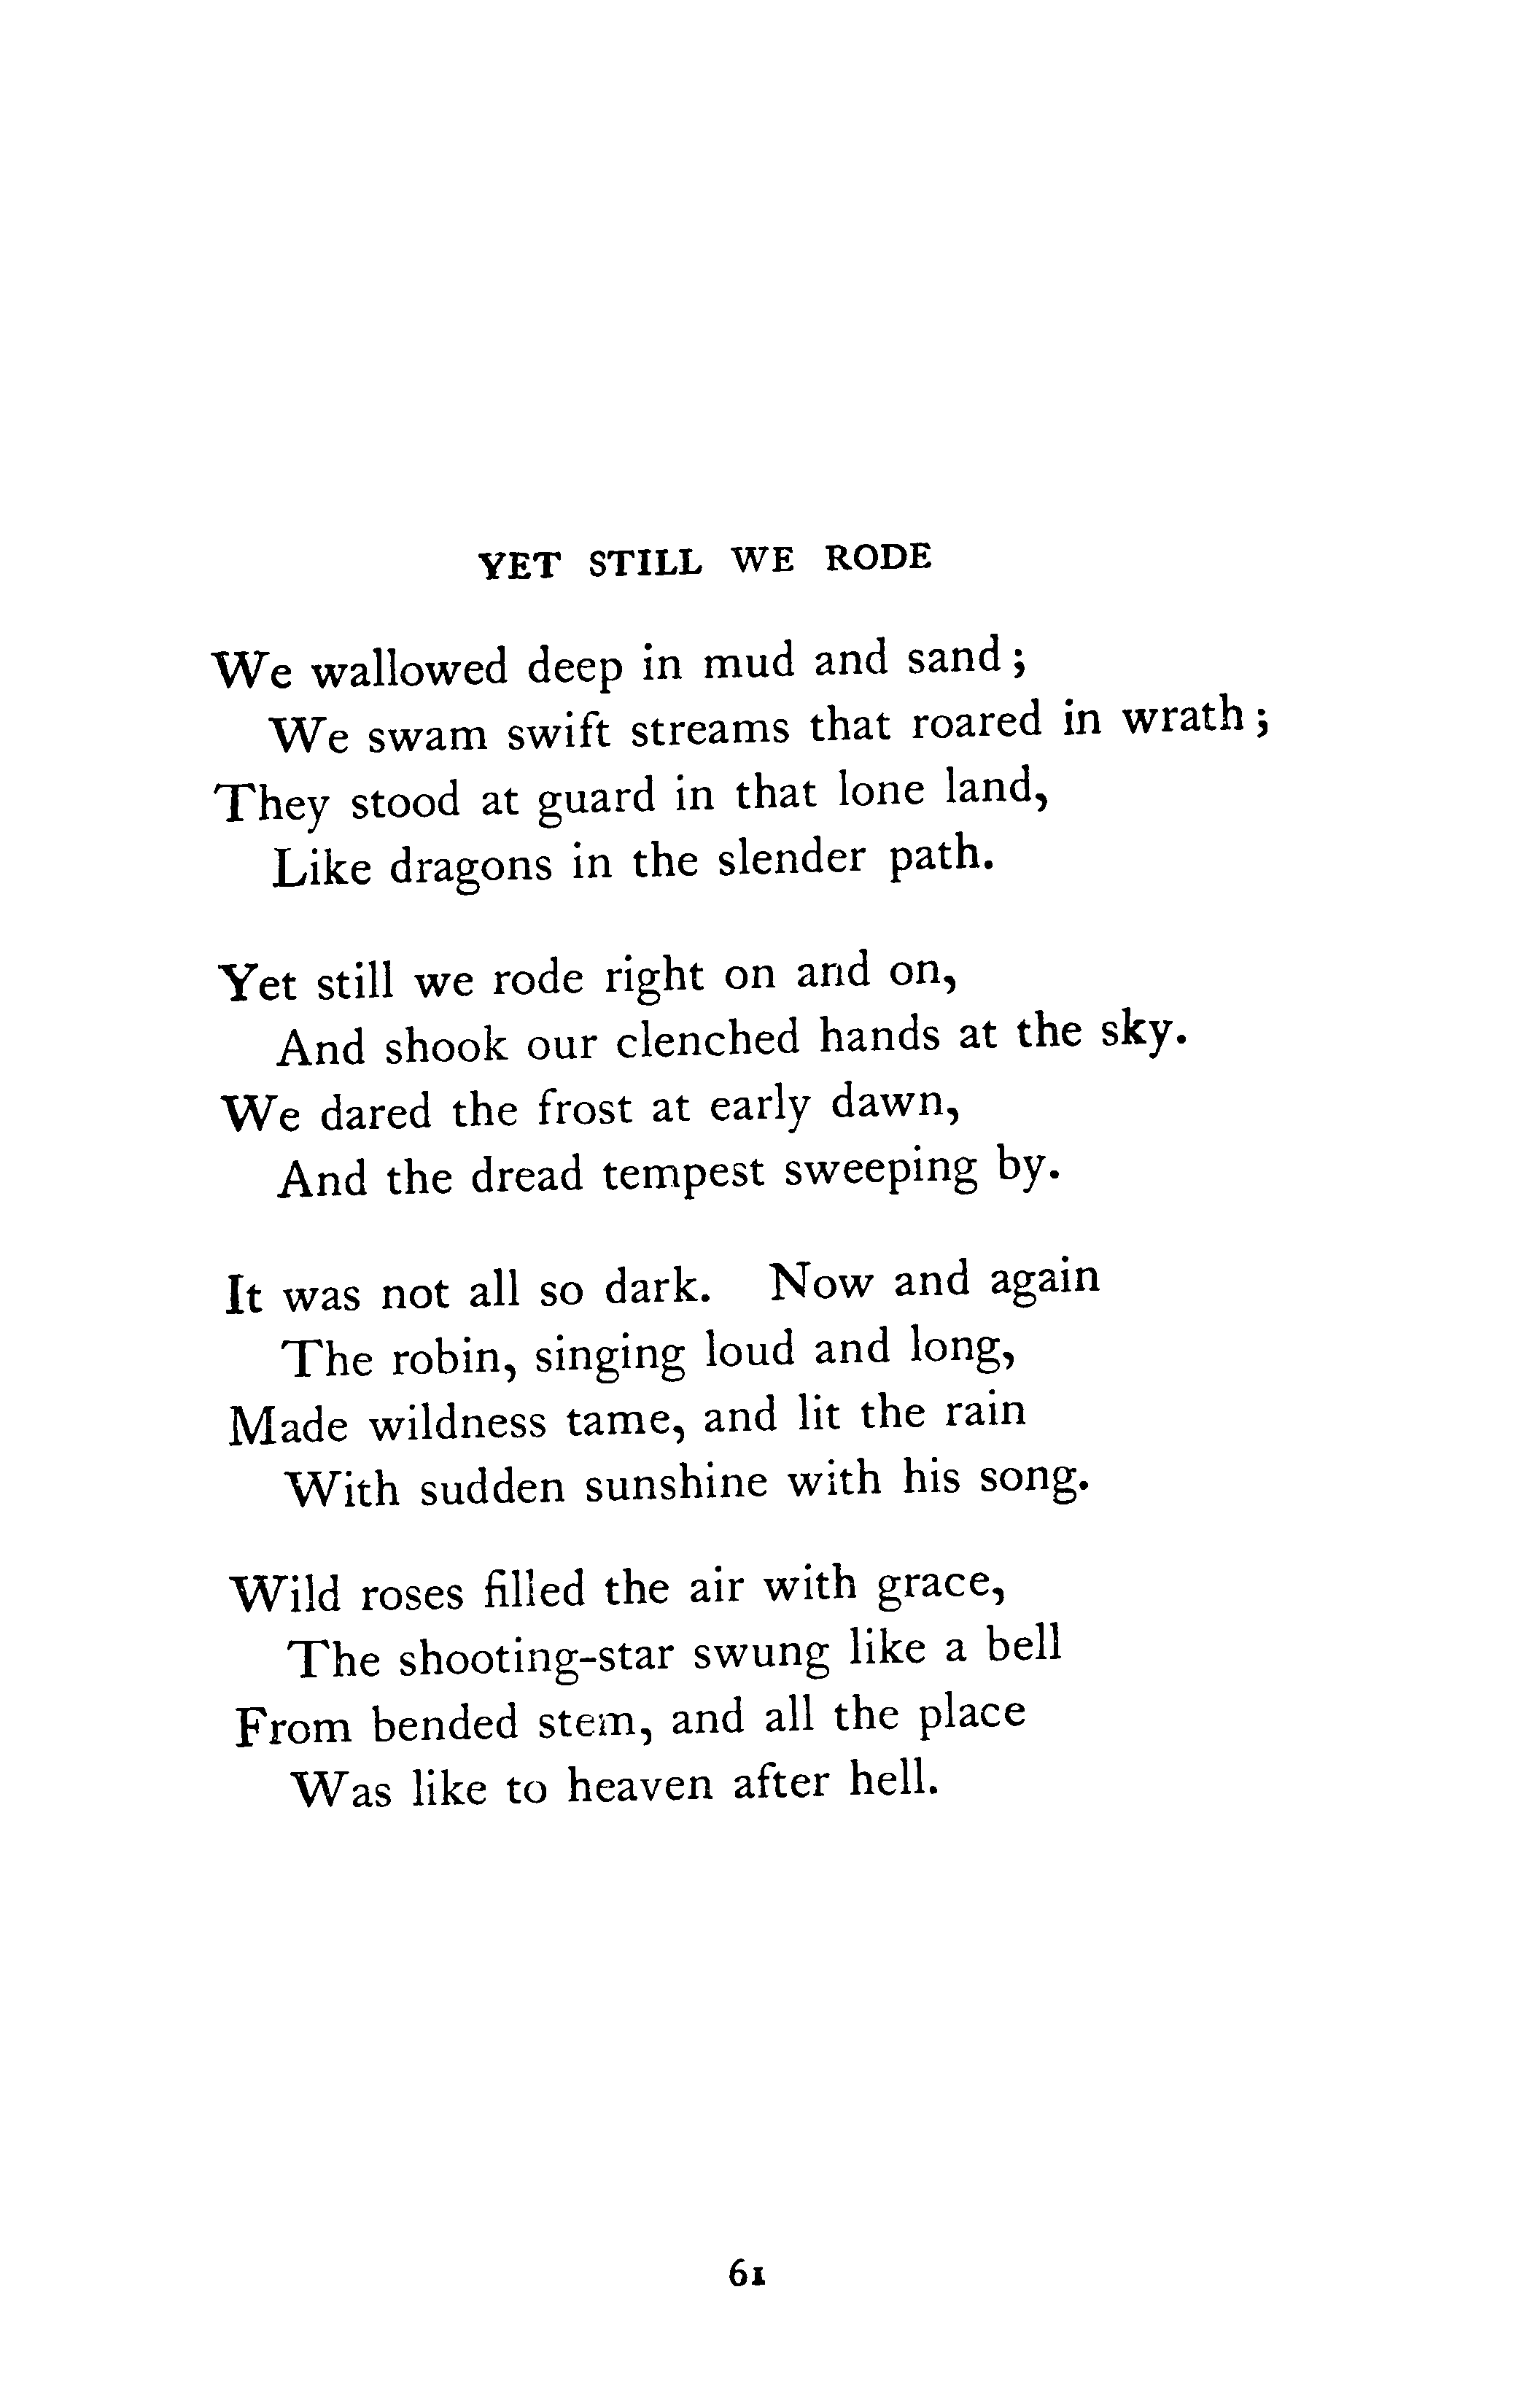 YET STILL WE RODE
We wallowed deep in mud and sand;
We swam swift streams that roared in wrath;
They stood at guard in that lone land,
Like dragons in the slender path.
Yet still we rode right on and on,
And shook our clenched hands at the sky.
We dared the frost at early dawn,
And the dread tempest sweeping by.
It was not all so dark. Now and again
The robin, singing loud and long,
Made wildness tame, and lit the rain
With sudden sunshine with his song.
Wild roses filled the air with grace,
The shooting-star swung like a bell
From bended stem, and all the place
Was like to heaven after hell.
61